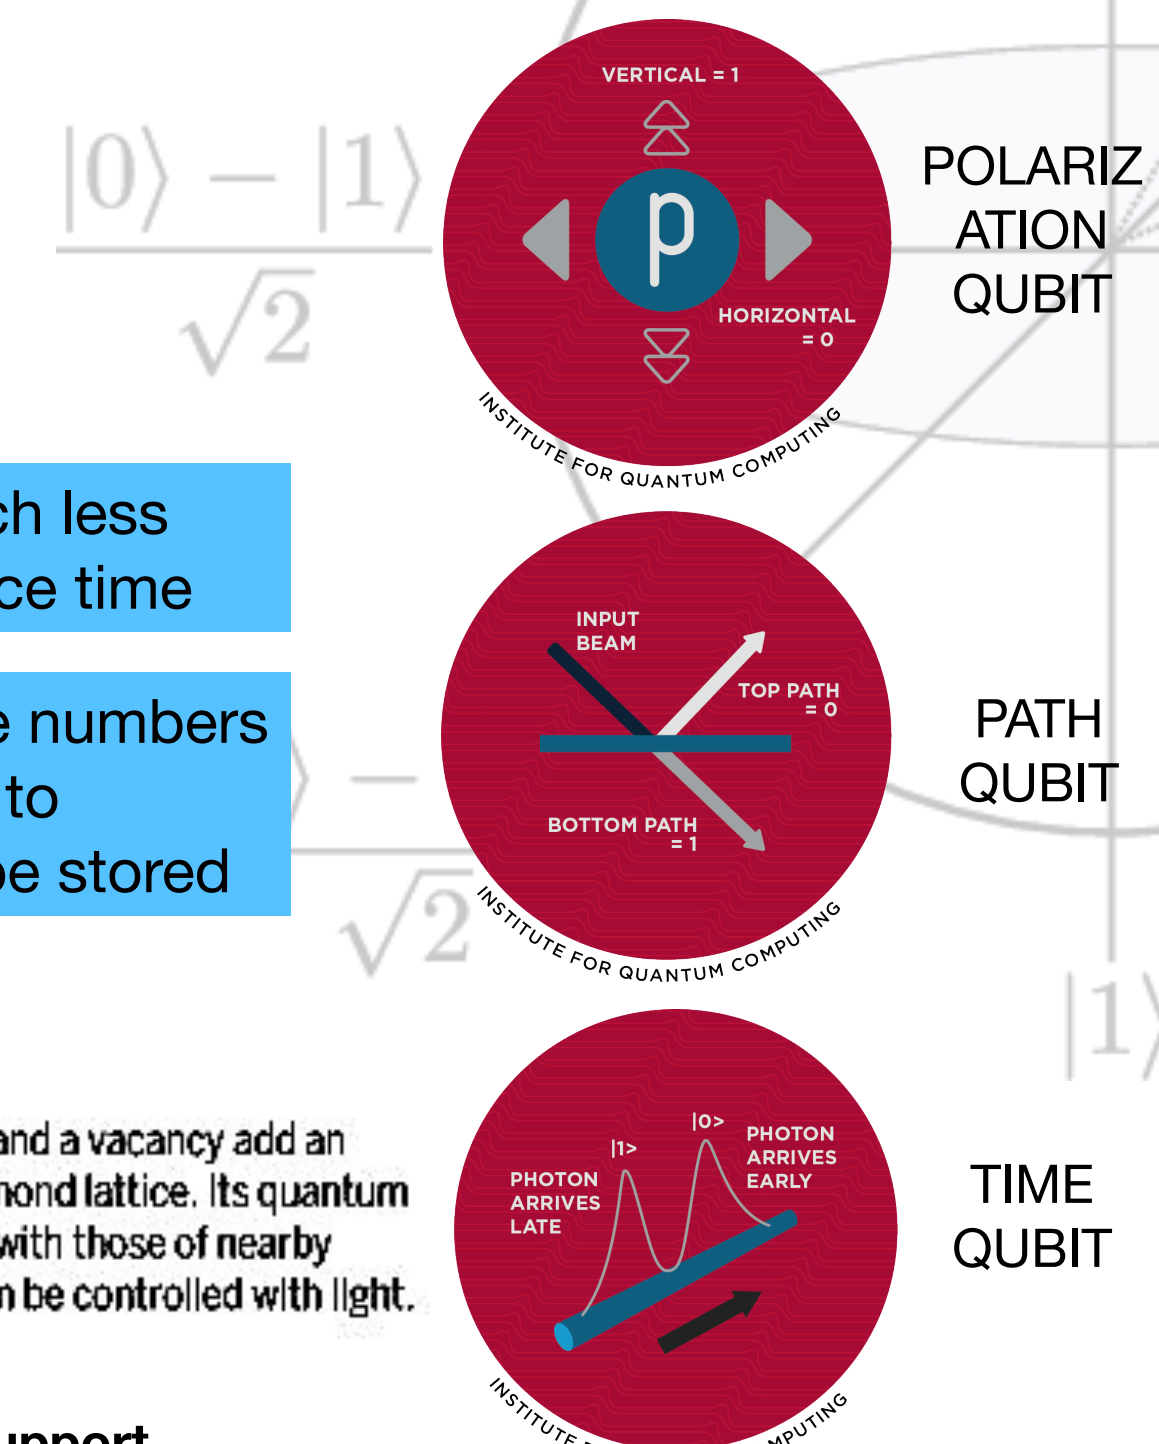 |0⟩ − |1⟩
√2
VERTICAL = 1
p
HORIZONTAL
= 0
INSTITUTE FOR QUANTUM COMPUTING
POLARIZ
ATION
QUBIT
less
time
numbers
to
be stored
⟩ −
√2
INPUT
BEAM
TOP PATH
= 0
BOTTOM PATH
= 1
INSTITUTE FOR QUANTUM COMPUTING
PATH
QUBIT
|1⟩
and a vacancy add an
lattice. Its quantum
with those of nearby
be controlled with light.
|1>
|0>
PHOTON
ARRIVES
LATE
PHOTON
ARRIVES
EARLY
INSTITUTE
TIME
QUBIT